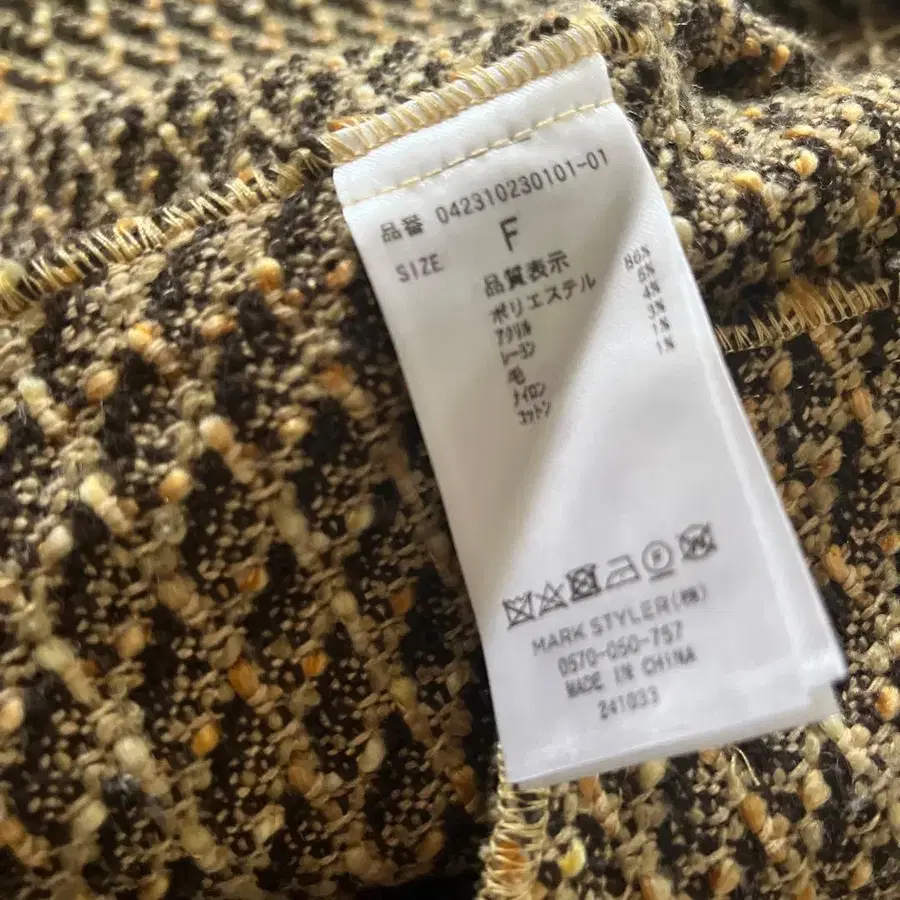 品番 042310230101-01
SIZE F
品質表示
ポリエステル 86%
アクリル 5%
レーヨン 4%
毛 3%
ナイロン 1%
コットン 1%
MARK STYLER(株)
0570-050-757
MADE IN CHINA
241033